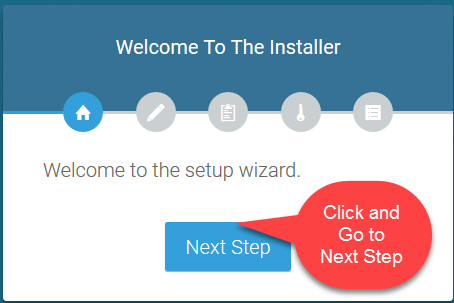 Welcome To The Installer
Welcome to the setup wizard.
Next Step
Click and
Go to
Next Step